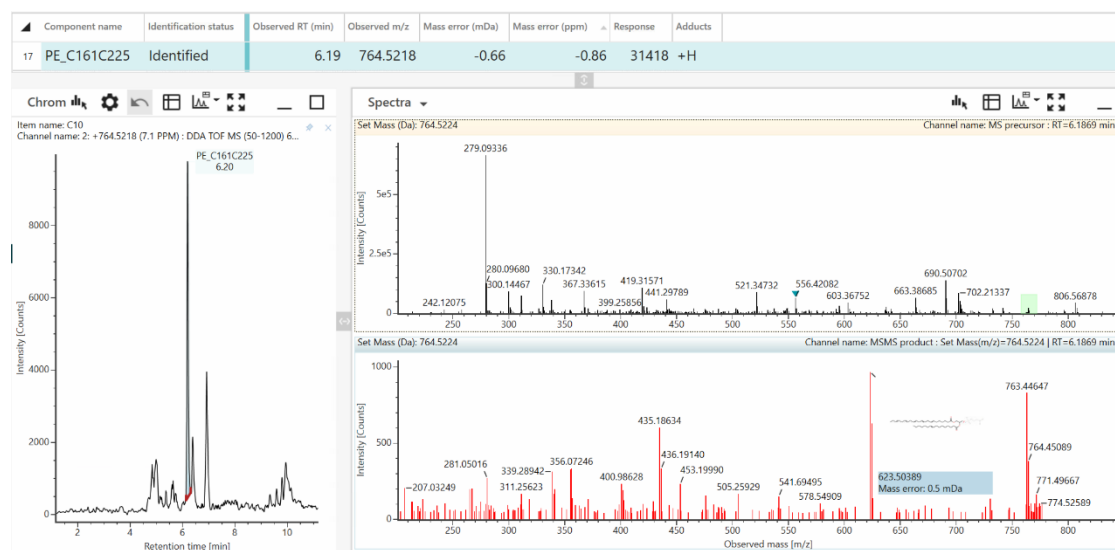 Component name Identification status Observed RT (min) Observed m/z Mass error (mDa) Mass error (ppm) Response Adducts
17 PE_C161C225 Identified 6.19 764.5218 -0.66 -0.86 31418 +H
Chrom
Spectra
Item name: C10
Channel name: 2: +764.5218 (7.1 PPM) : DDA TOF MS (50-1200) 6...
PE_C161C225
6.20
Intensity [Counts]
8000
6000
4000
2000
0
0 2 4 6 8 10
Retention time [min]
Set Mass (Da): 764.5224 Channel name: MS precursor : RT=6.1869 min
Intensity [Counts]
5e5
2.5e5
0
279.09336
280.09680
300.14467
330.17342
367.33615
419.31571
441.29789
399.25856
242.12075
521.34732
556.42082
603.36752
663.38685
690.50702
702.21337
806.56878
250 300 350 400 450 500 550 600 650 700 750 800
Set Mass (Da): 764.5224 Channel name: MSMS product : Set Mass(m/z)=764.5224 | RT=6.1869 min
Intensity [Counts]
1000
500
0
207.03249
281.05016
311.25623
339.28942
356.07246
400.98628
435.18634
436.19140
453.19990
505.25929
541.69495
578.54909
623.50389
Mass error: 0.5 mDa
763.44647
764.45089
771.49667
774.52589
250 300 350 400 450 500 550 600 650 700 750 800
Observed mass [m/z]